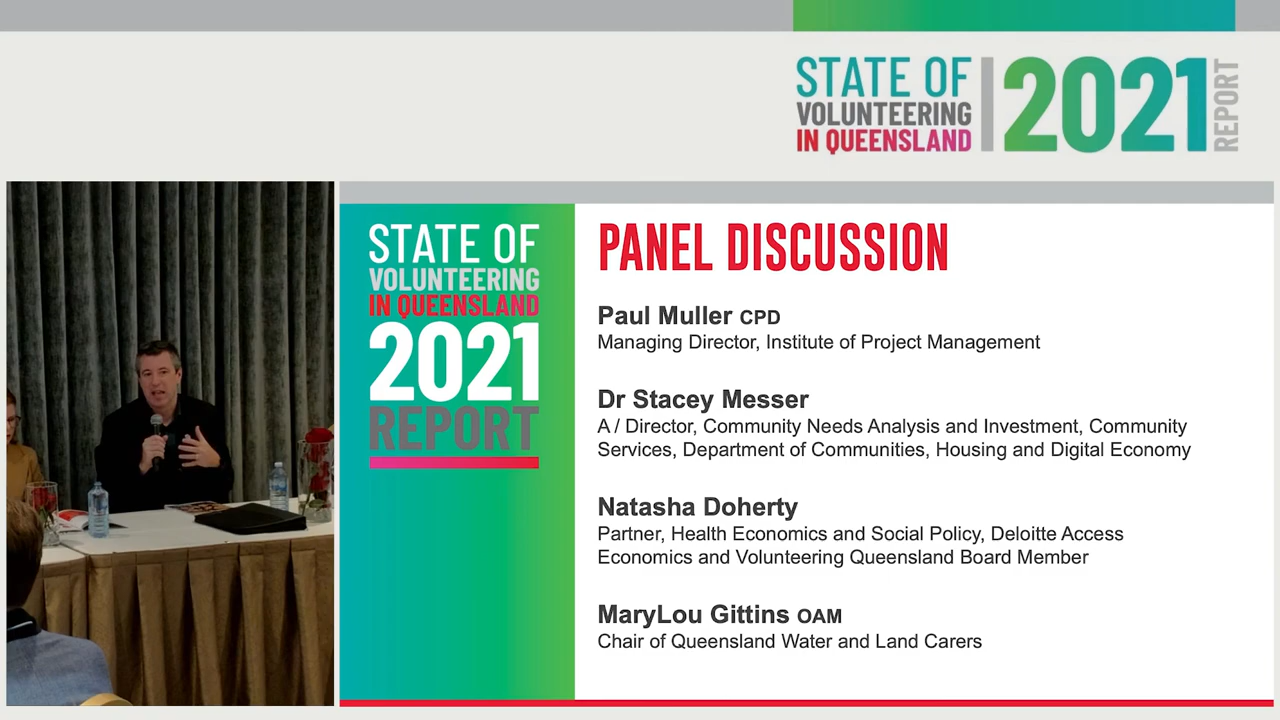 STATE OF
VOLUNTEERING
IN QUEENSLAND
2021
REPORT
STATE OF
VOLUNTEERING
IN QUEENSLAND
2021
REPORT
PANEL DISCUSSION
Paul Muller CPD
Managing Director, Institute of Project Management
Dr Stacey Messer
A / Director, Community Needs Analysis and Investment, Community
Services, Department of Communities, Housing and Digital Economy
Natasha Doherty
Partner, Health Economics and Social Policy, Deloitte Access
Economics and Volunteering Queensland Board Member
MaryLou Gittins OAM
Chair of Queensland Water and Land Carers